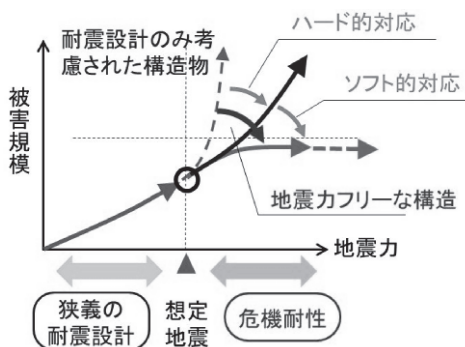 耐震設計のみ考
慮された構造物
ハード的対応
ソフト的対応
被害規模
地震力フリーな構造
地震力
狭義の
耐震設計
想定
地震
危機耐性